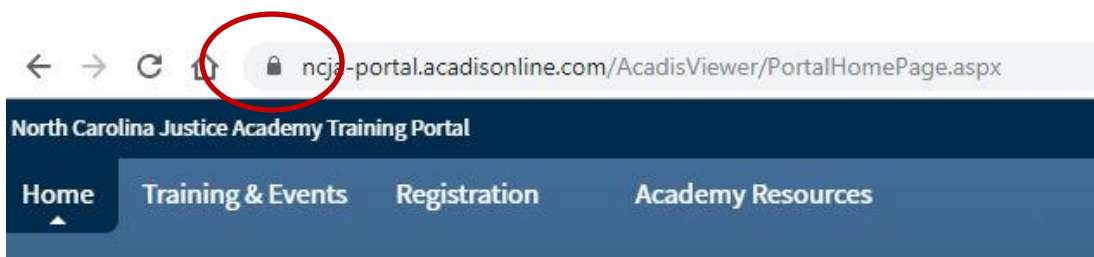 ncja-portal.acadisonline.com/AcadisViewer/PortalHomePage.aspx
North Carolina Justice Academy Training Portal
Home Training & Events Registration Academy Resources